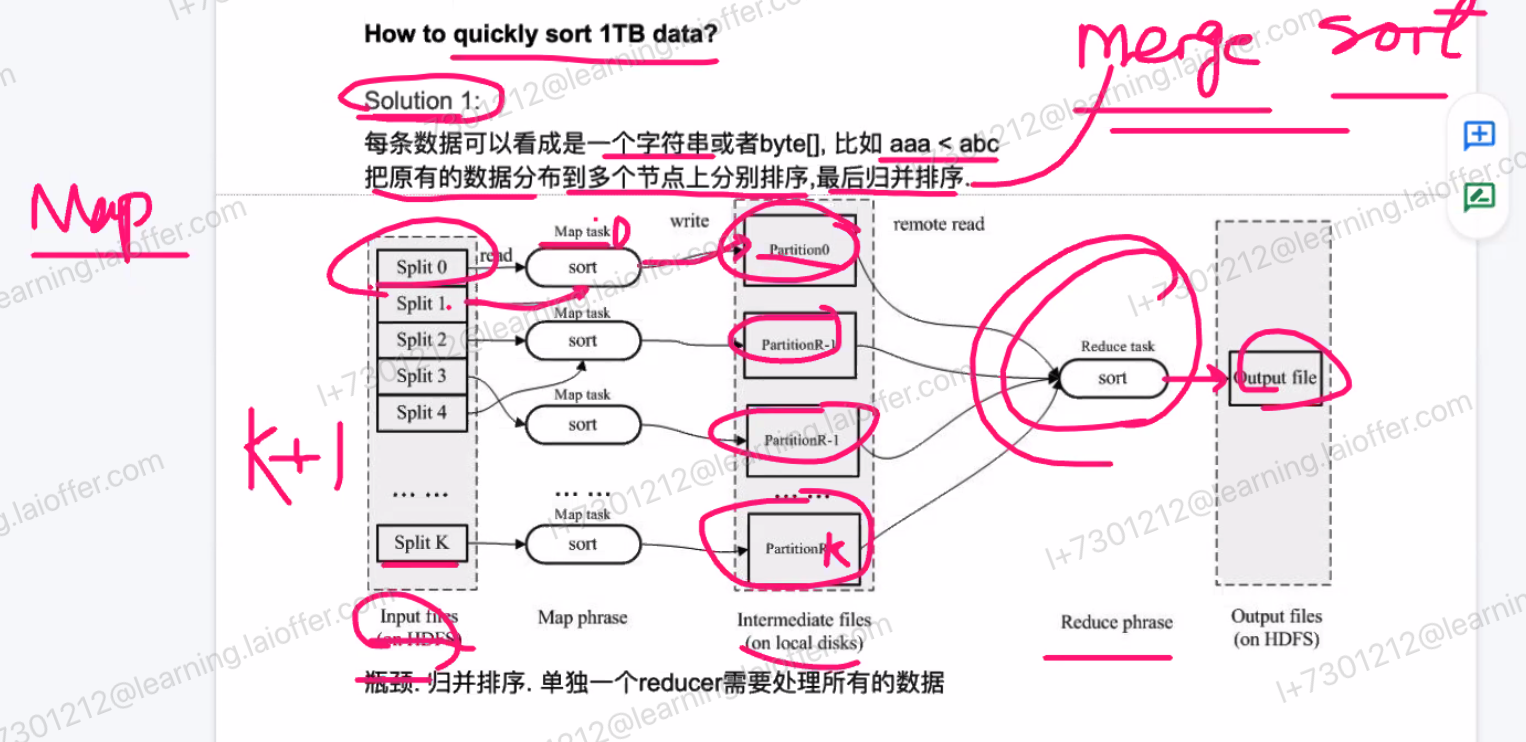 How to quickly sort 1TB data?
merge sort
Solution 1:
每条数据可以看成是一个字符串或者byte[], 比如 aaa < abc
把原有的数据分布到多个节点上分别排序,最后归并排序.
Map
write
remote read
Map task 0
Split 0
read
sort
Partition0
Split 1
Map task
Split 2
sort
PartitionR-1
Reduce task
Split 3
sort
Output file
Map task
Split 4
sort
PartitionR-1
K+1
... ...
... ...
... ...
Map task
Split K
sort
PartitionR
k
Input files
(on HDFS)
Map phrase
Intermediate files
(on local disks)
Reduce phrase
Output files
(on HDFS)
瓶颈: 归并排序. 单独一个reducer需要处理所有的数据
l+7301212@learning.laioffer.com